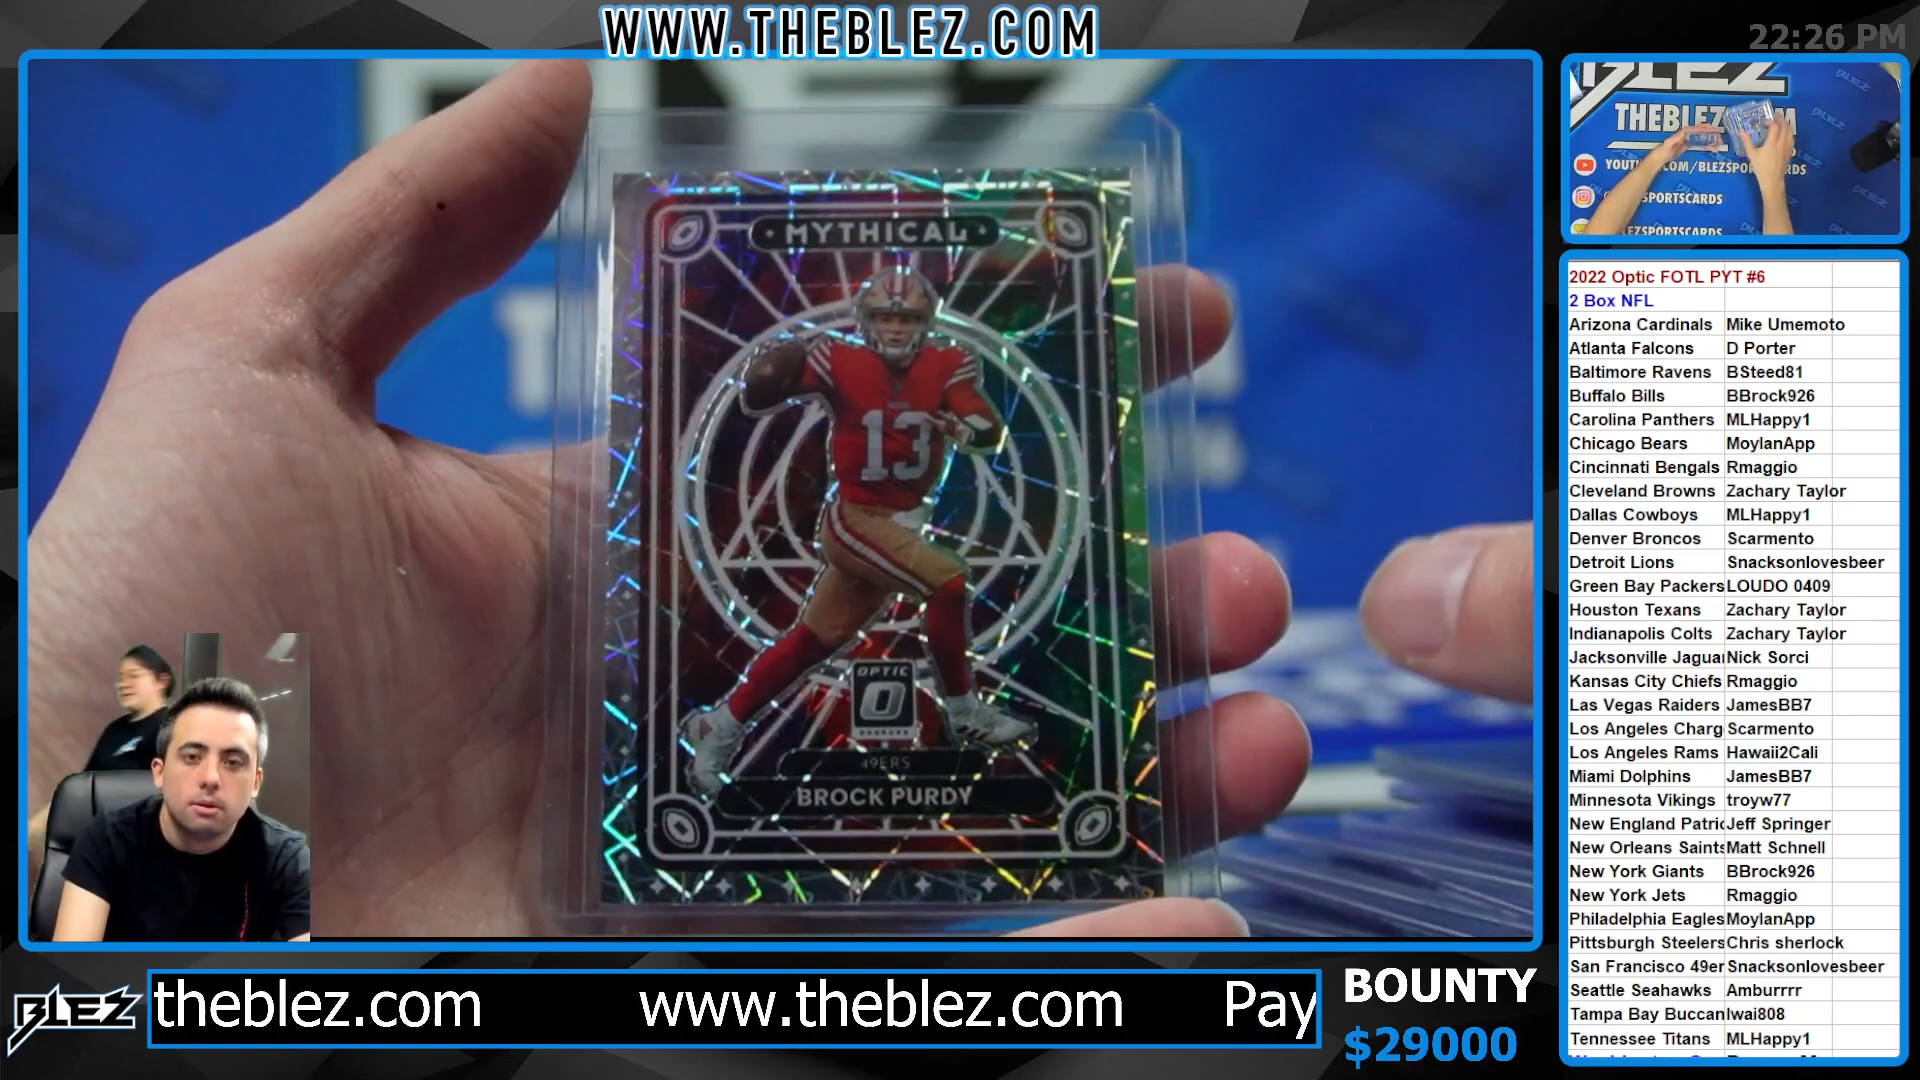 WWW.THEBLEZ.COM
22:26 PM
MYTHICAL
13
OPTIC
49ERS
BROCK PURDY
BLEZ
THEBLEZ
SPORTSCARDS
2022 Optic FOTL PYT #6
2 Box NFL
Arizona Cardinals Mike Umemoto
Atlanta Falcons D Porter
Baltimore Ravens BSteed81
Buffalo Bills BBrock926
Carolina Panthers MLHappy1
Chicago Bears MoylanApp
Cincinnati Bengals Rmaggio
Cleveland Browns Zachary Taylor
Dallas Cowboys MLHappy1
Denver Broncos Scarmento
Detroit Lions Snacksonlovesbeer
Green Bay Packers LOUDO 0409
Houston Texans Zachary Taylor
Indianapolis Colts Zachary Taylor
Jacksonville Jaguar Nick Sorci
Kansas City Chiefs Rmaggio
Las Vegas Raiders JamesBB7
Los Angeles Charg Scarmento
Los Angeles Rams Hawaii2Cali
Miami Dolphins JamesBB7
Minnesota Vikings troyw77
New England Patric Jeff Springer
New Orleans Saints Matt Schnell
New York Giants BBrock926
New York Jets Rmaggio
Philadelphia Eagles MoylanApp
Pittsburgh Steelers Chris sherlock
San Francisco 49er Snacksonlovesbeer
Seattle Seahawks Amburrrr
Tampa Bay Buccan lwai808
Tennessee Titans MLHappy1
BLEZ
theblez.com www.theblez.com Pay
BOUNTY
$29000